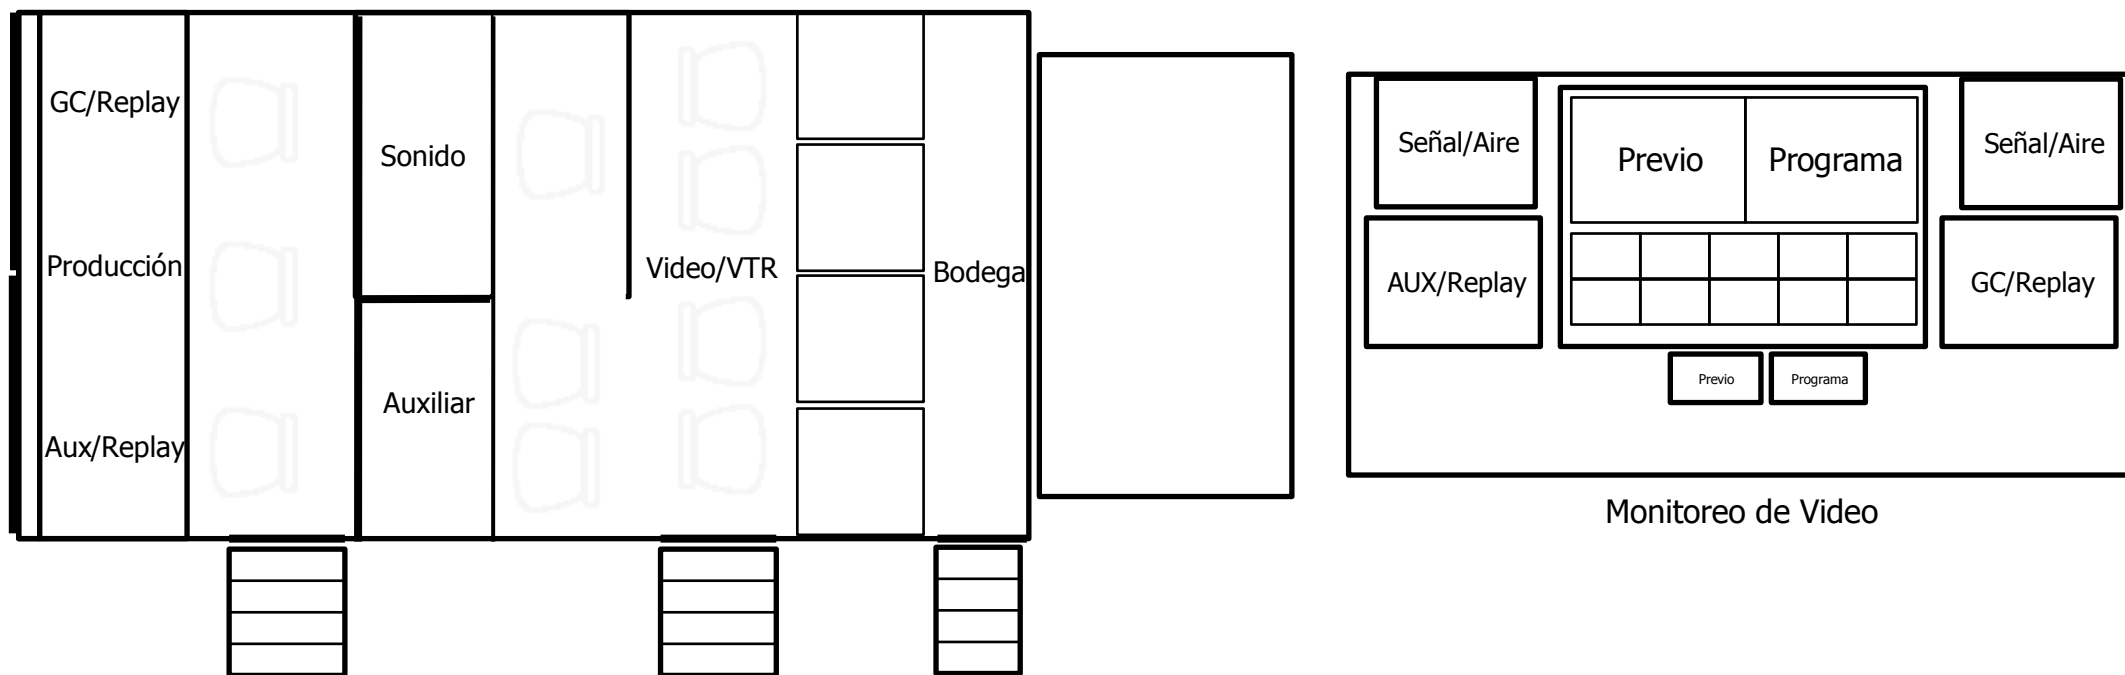 GC/Replay
Producción
Aux/Replay
Sonido
Auxiliar
Video/VTR
Bodega
Señal/Aire
AUX/Replay
Previo
Programa
Previo
Programa
Señal/Aire
GC/Replay
Monitoreo de Video